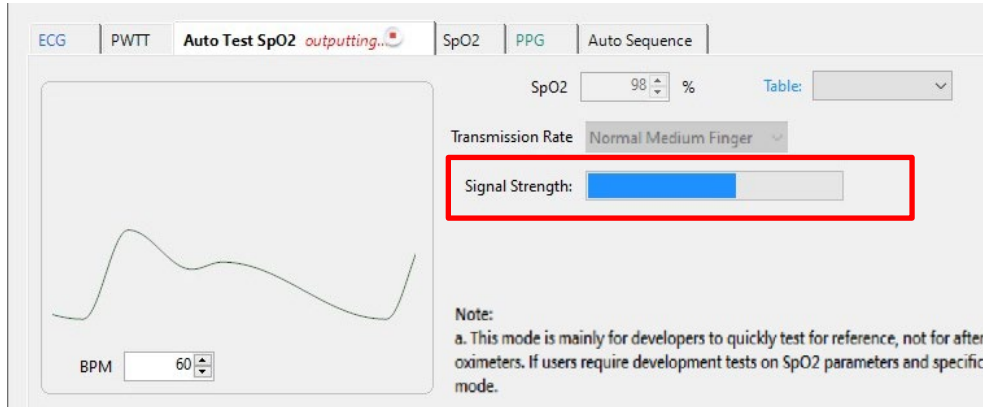 ECG PWTT Auto Test SpO2 outputting... SpO2 PPG Auto Sequence
SpO2 98 % Table:
Transmission Rate Normal Medium Finger
Signal Strength:
BPM 60
Note:
a. This mode is mainly for developers to quickly test for reference, not for after
oximeters. If users require development tests on SpO2 parameters and specific
mode.